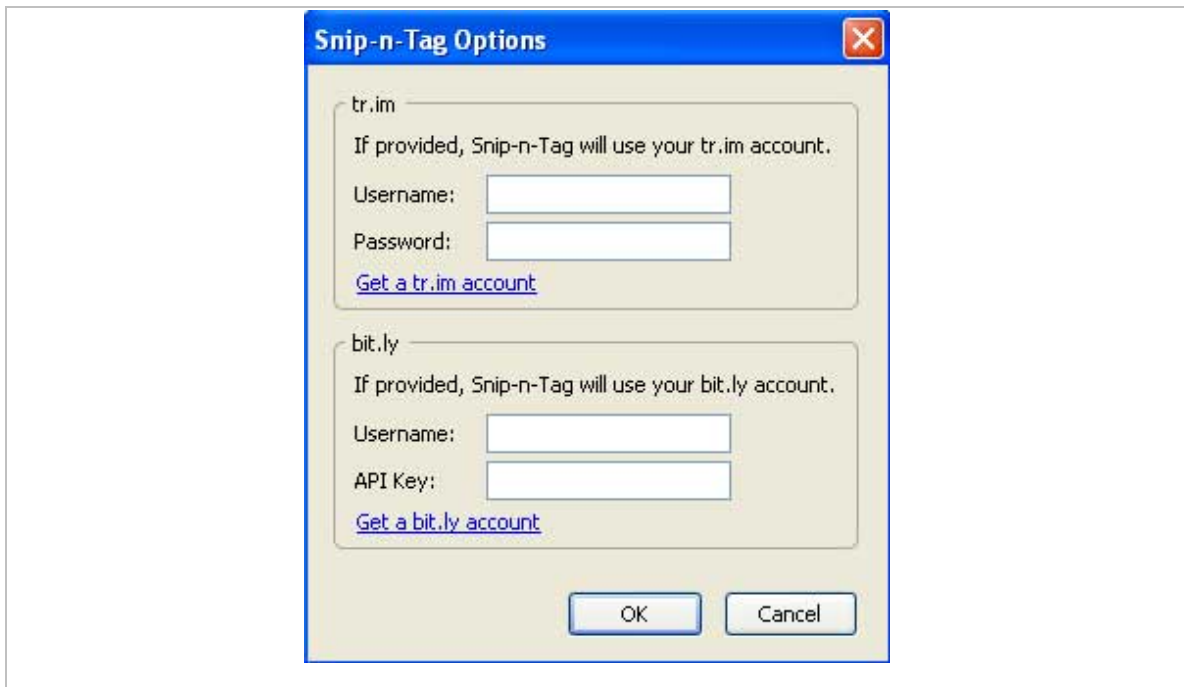 Snip-n-Tag Options
tr.im
If provided, Snip-n-Tag will use your tr.im account.
Username:
Password:
Get a tr.im account
bit.ly
If provided, Snip-n-Tag will use your bit.ly account.
Username:
API Key:
Get a bit.ly account
OK Cancel